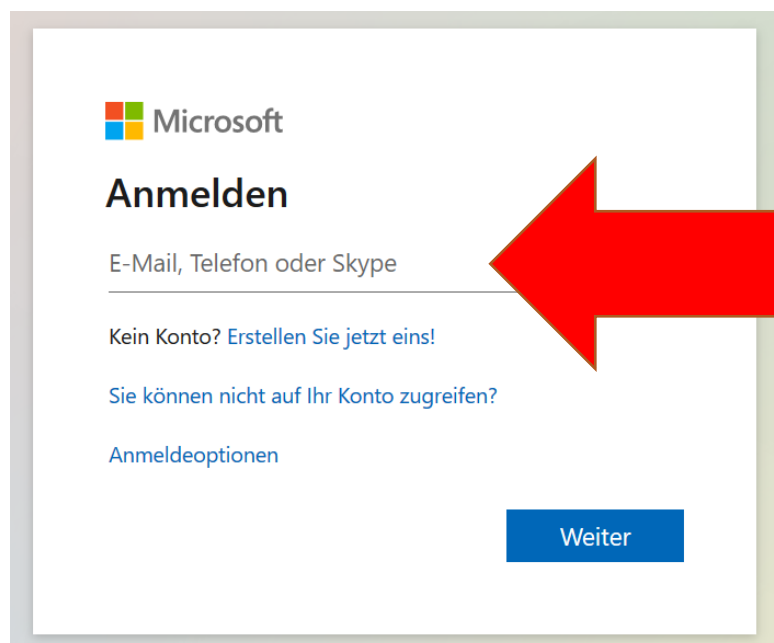 Microsoft
Anmelden
E-Mail, Telefon oder Skype
Kein Konto? Erstellen Sie jetzt eins!
Sie können nicht auf Ihr Konto zugreifen?
Anmeldeoptionen
Weiter